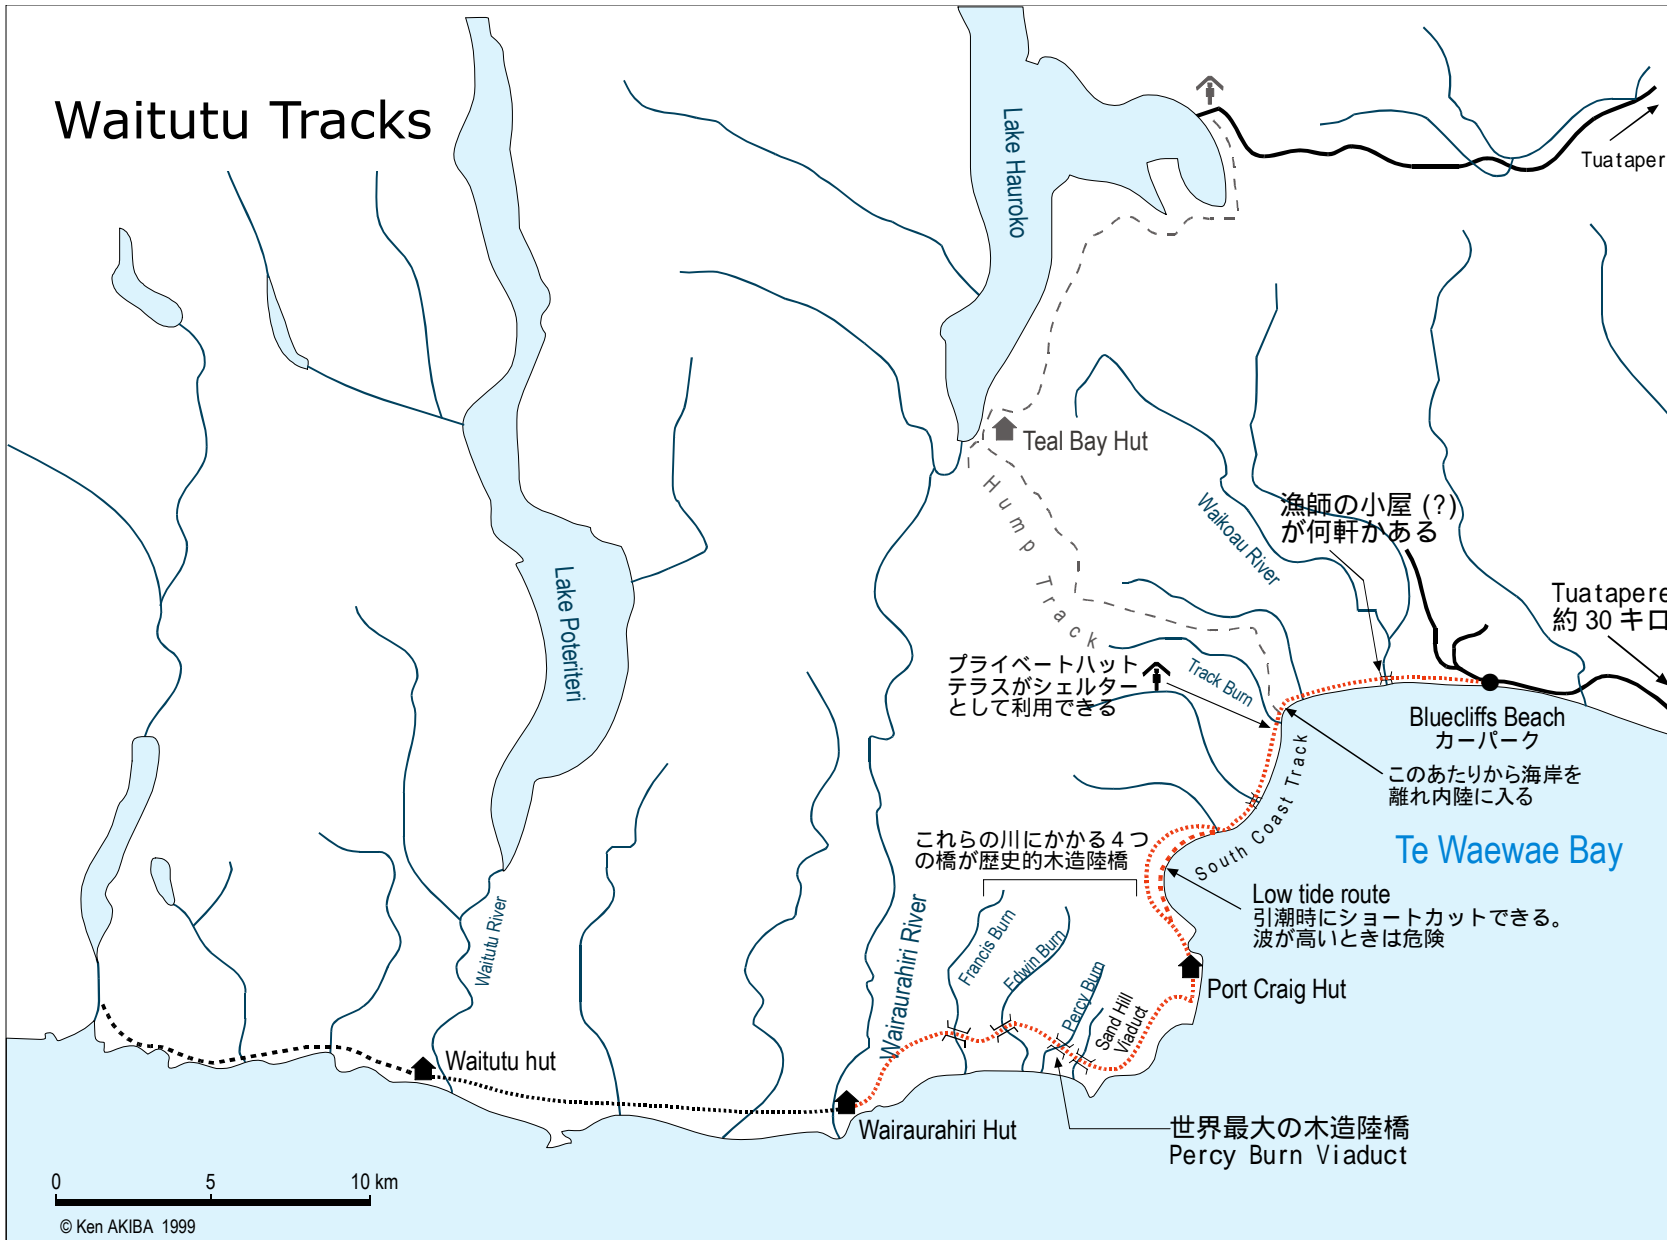 Waitutu Tracks
Lake Hauroko
Tuataper
Teal Bay Hut
Hump Track
Waikoau River
漁師の小屋 (?)
が何軒かある
Tuatapere
約 30 キロ
Lake Poteriteri
プライベートハット
テラスがシェルター
として利用できる
Track Burn
Bluecliffs Beach
カーパーク
このあたりから海岸を
離れ内陸に入る
South Coast Track
Te Waewae Bay
これらの川にかかる４つ
の橋が歴史的木造陸橋
Low tide route
引潮時にショートカットできる。
波が高いときは危険
Waitutu River
Wairaurahiri River
Francis Burn
Edwin Burn
Percy Burn
Sand Hill
Viaduct
Port Craig Hut
Waitutu hut
Wairaurahiri Hut
世界最大の木造陸橋
Percy Burn Viaduct
0 5 10 km
© Ken AKIBA 1999